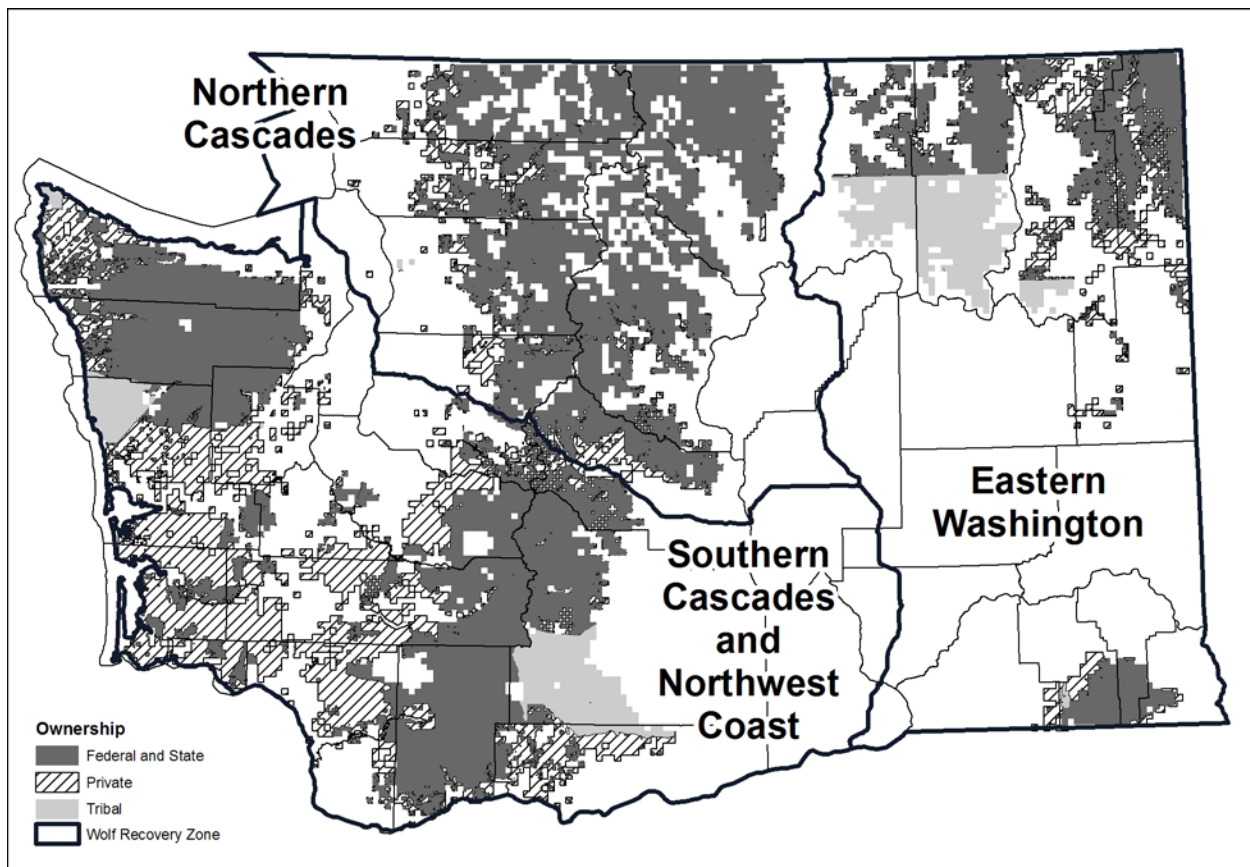 Northern
Cascades
Eastern
Washington
Southern
Cascades
and
Northwest
Coast
Ownership
Federal and State
Private
Tribal
Wolf Recovery Zone